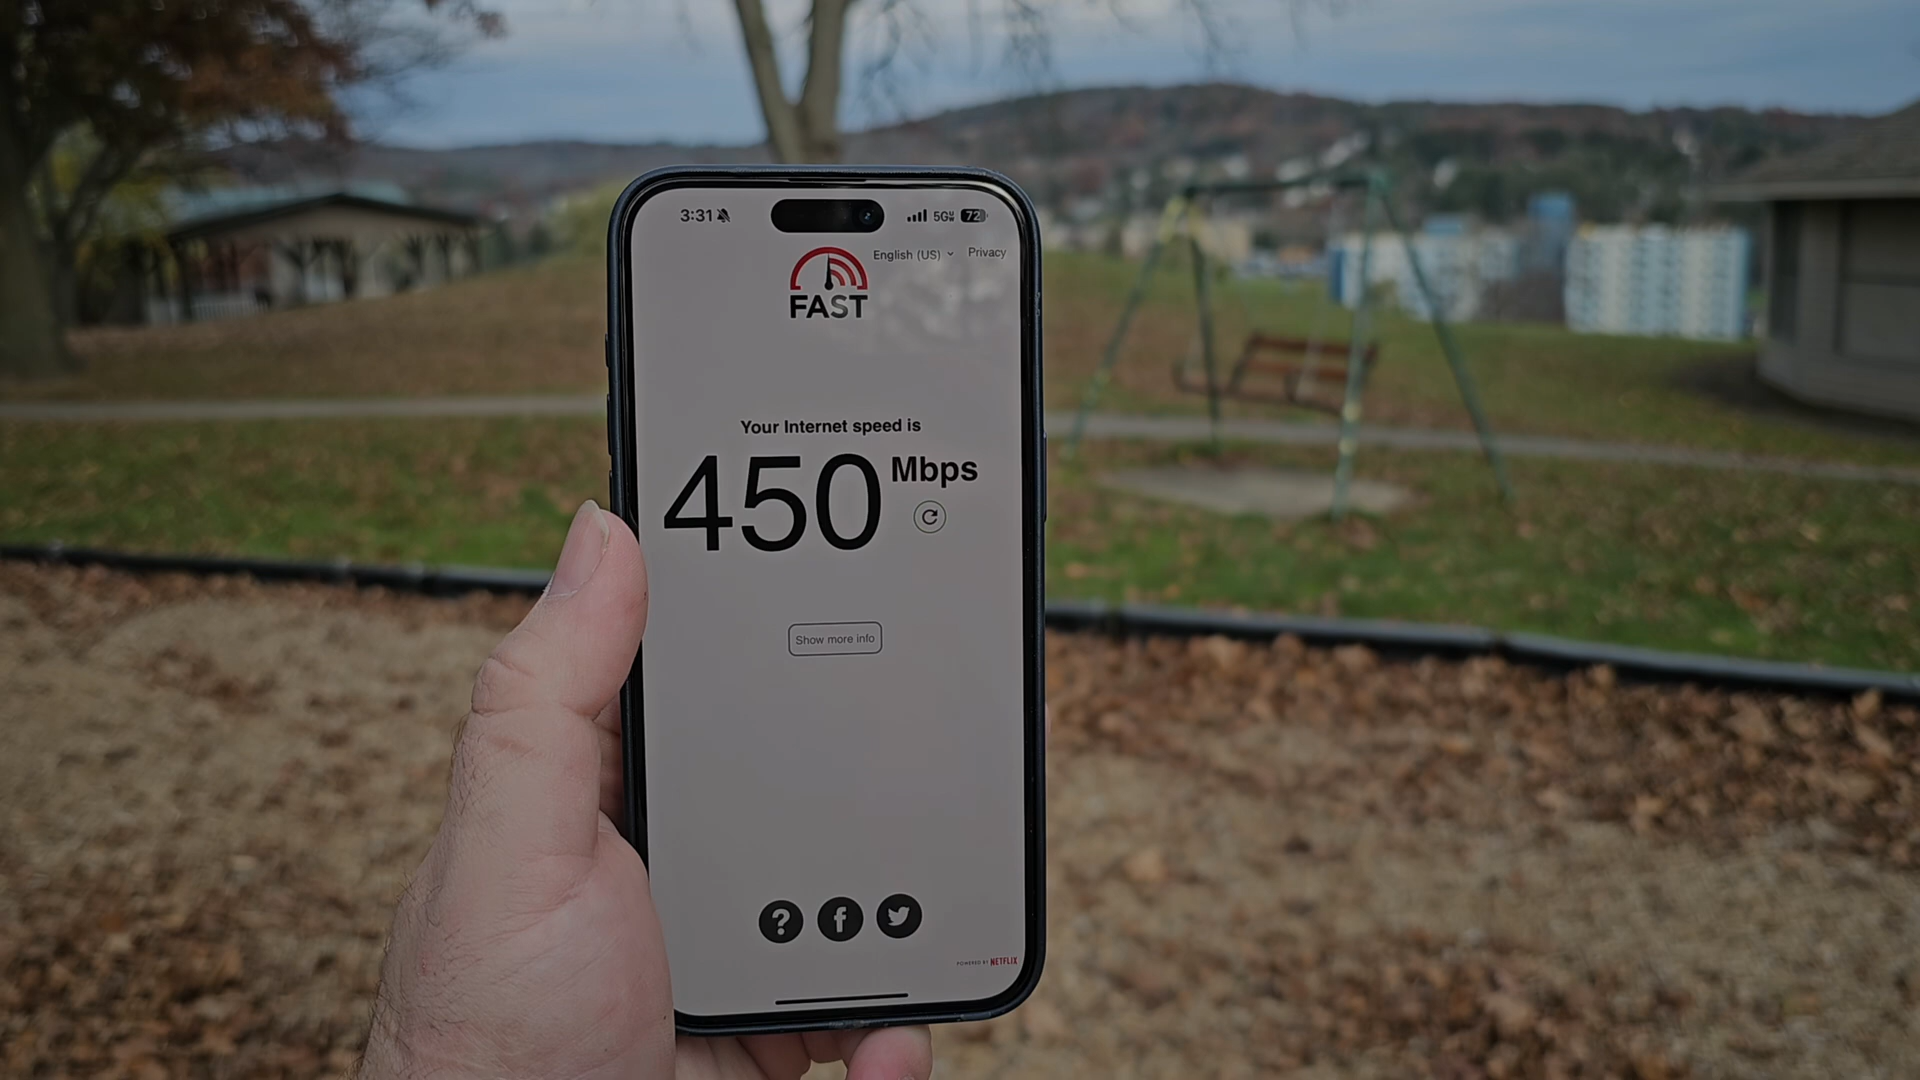 3:31 5G 72
English (US) Privacy
FAST
Your Internet speed is
450 Mbps
Show more info
?
f
POWERED BY NETFLIX